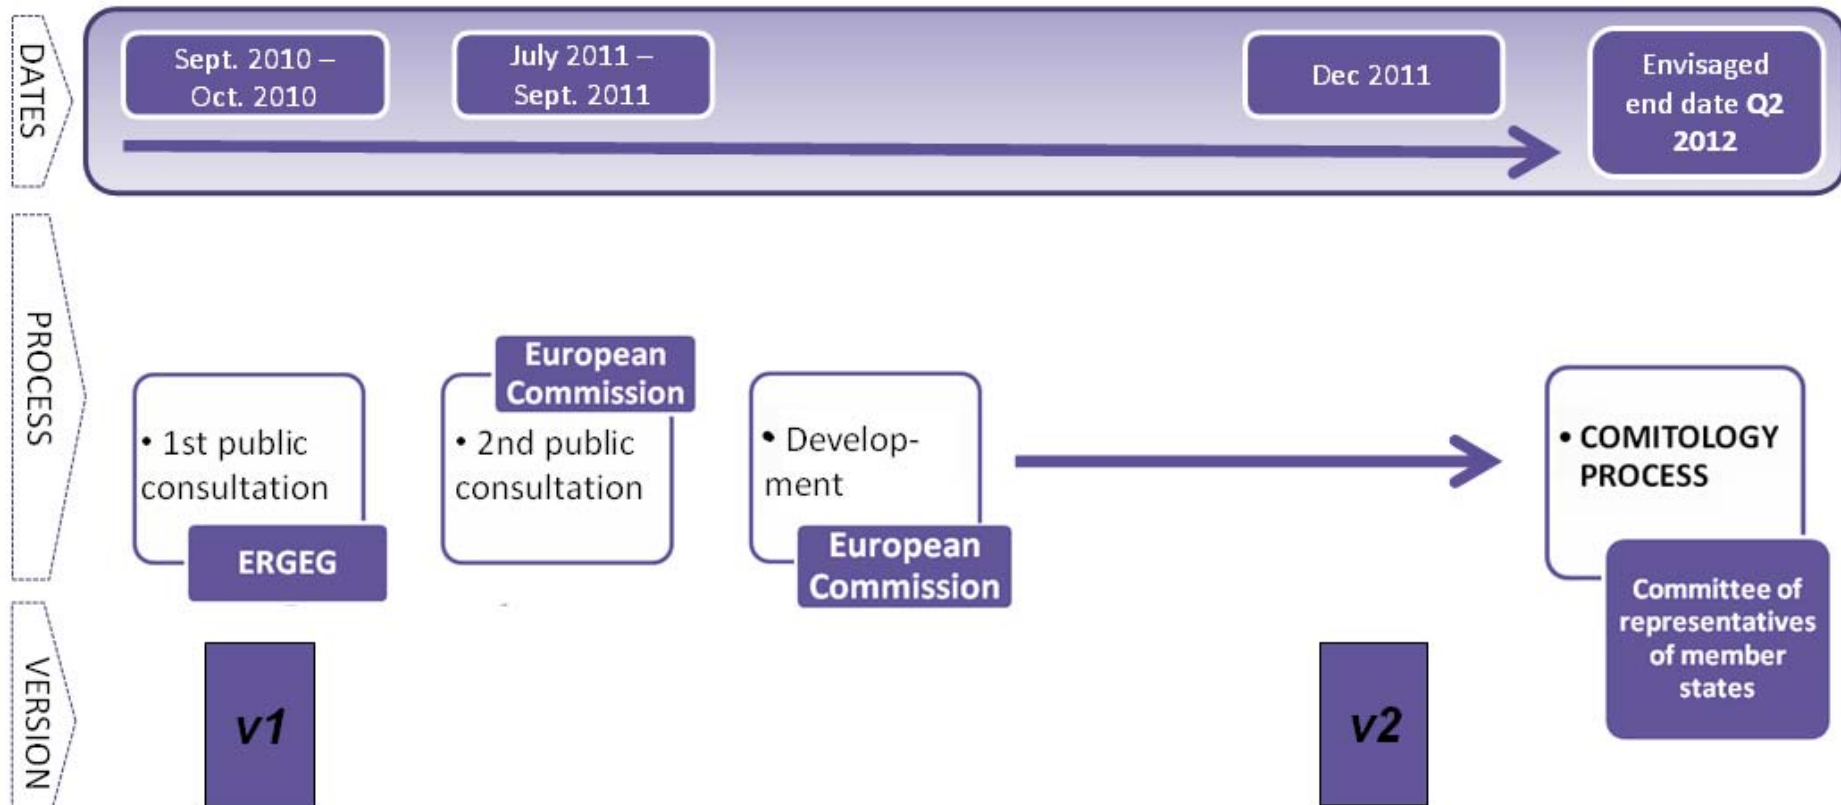 DATES
Sept. 2010 –
Oct. 2010
July 2011 –
Sept. 2011
Dec 2011
Envisaged
end date Q2
2012
PROCESS
• 1st public
consultation
ERGEG
European
Commission
• 2nd public
consultation
• Develop-
ment
European
Commission
• COMITOLOGY
PROCESS
Committee of
representatives
of member
states
VERSION
v1
v2